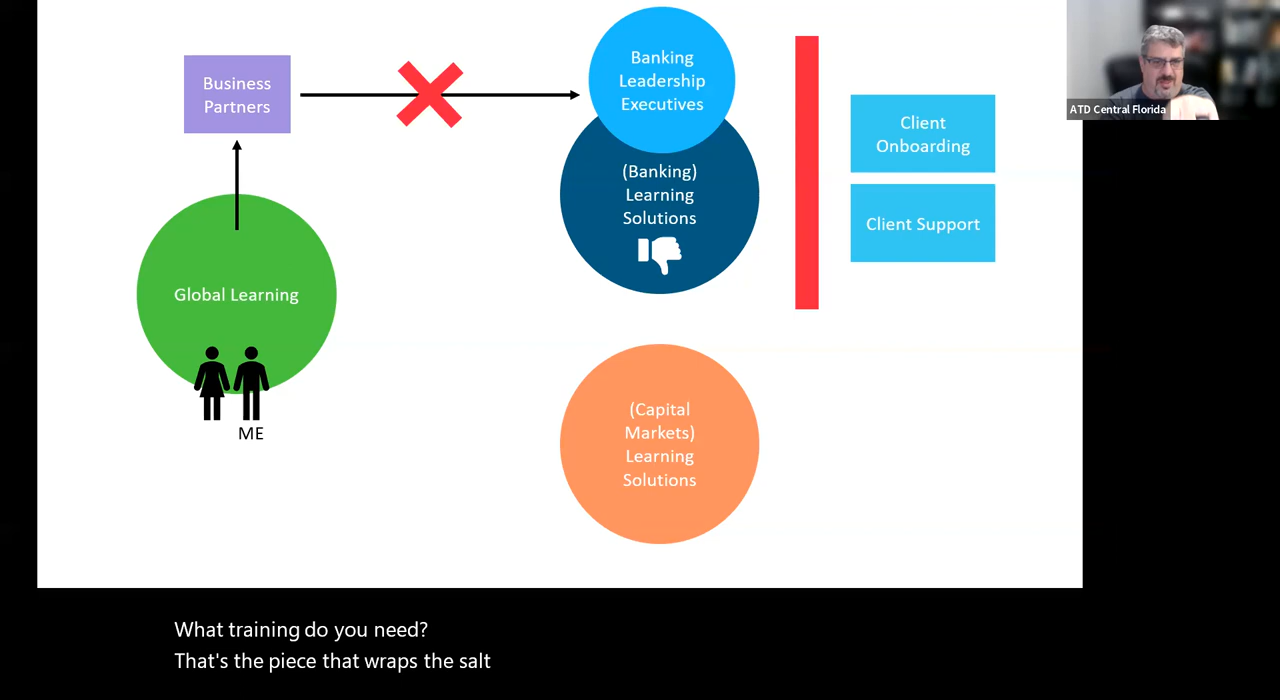 Business
Partners
Banking
Leadership
Executives
(Banking)
Learning
Solutions
Client
Onboarding
Client Support
Global Learning
ME
(Capital
Markets)
Learning
Solutions
ATD Central Florida
What training do you need?
That's the piece that wraps the salt